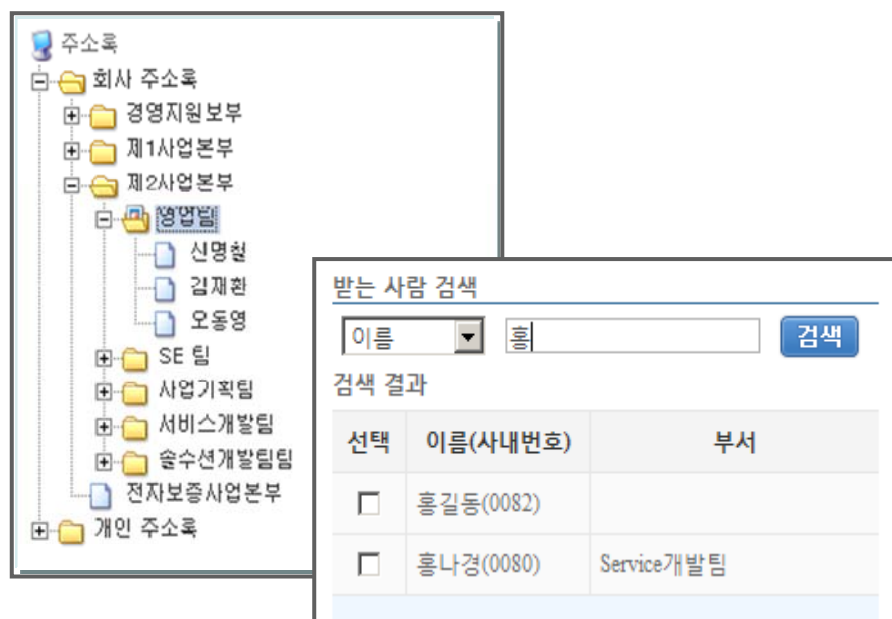 주소록
회사 주소록
경영지원보부
제1사업본부
제2사업본부
영업팀
신명철
김재환
오동영
SE 팀
사업기획팀
서비스개발팀
솔수션개발팀팀
전자보증사업본부
개인 주소록
받는 사람 검색
이름 홍 검색
검색 결과
선택 이름(사내번호) 부서
홍길동(0082)
홍나경(0080) Service개발팀